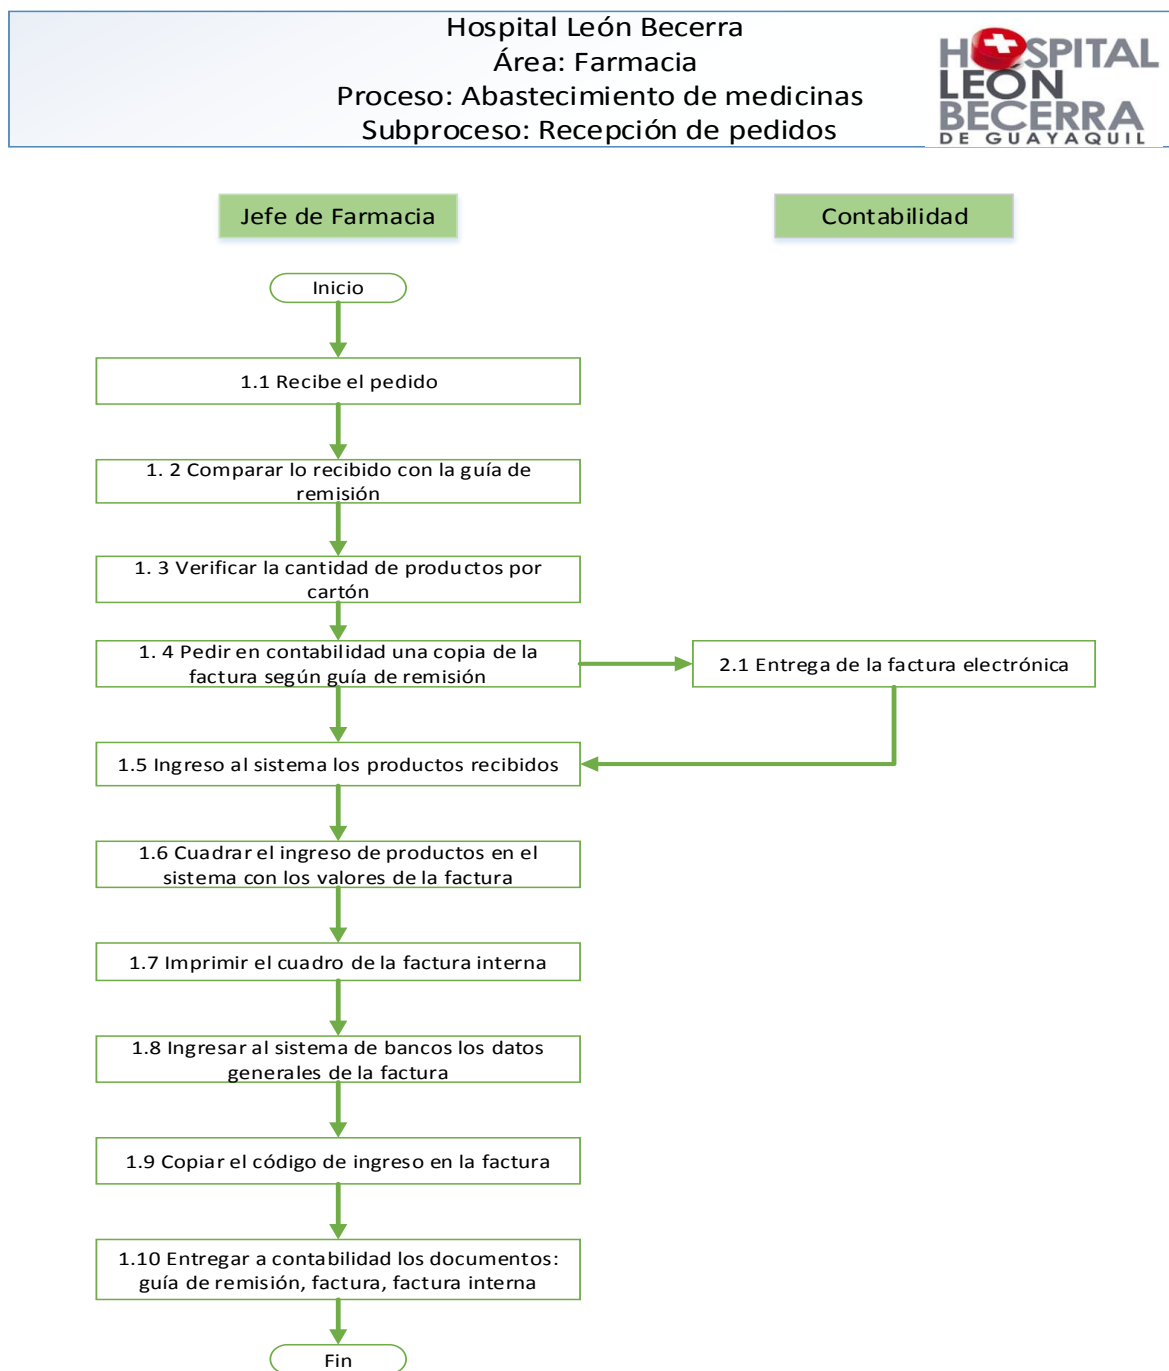 Hospital León Becerra
Área: Farmacia
Proceso: Abastecimiento de medicinas
Subproceso: Recepción de pedidos
HOSPITAL
LEÓN
BECERRA
DE GUAYAQUIL
Jefe de Farmacia
Contabilidad
Inicio
1.1 Recibe el pedido
1. 2 Comparar lo recibido con la guía de
remisión
1. 3 Verificar la cantidad de productos por
cartón
1. 4 Pedir en contabilidad una copia de la
factura según guía de remisión
2.1 Entrega de la factura electrónica
1.5 Ingreso al sistema los productos recibidos
1.6 Cuadrar el ingreso de productos en el
sistema con los valores de la factura
1.7 Imprimir el cuadro de la factura interna
1.8 Ingresar al sistema de bancos los datos
generales de la factura
1.9 Copiar el código de ingreso en la factura
1.10 Entregar a contabilidad los documentos:
guía de remisión, factura, factura interna
Fin